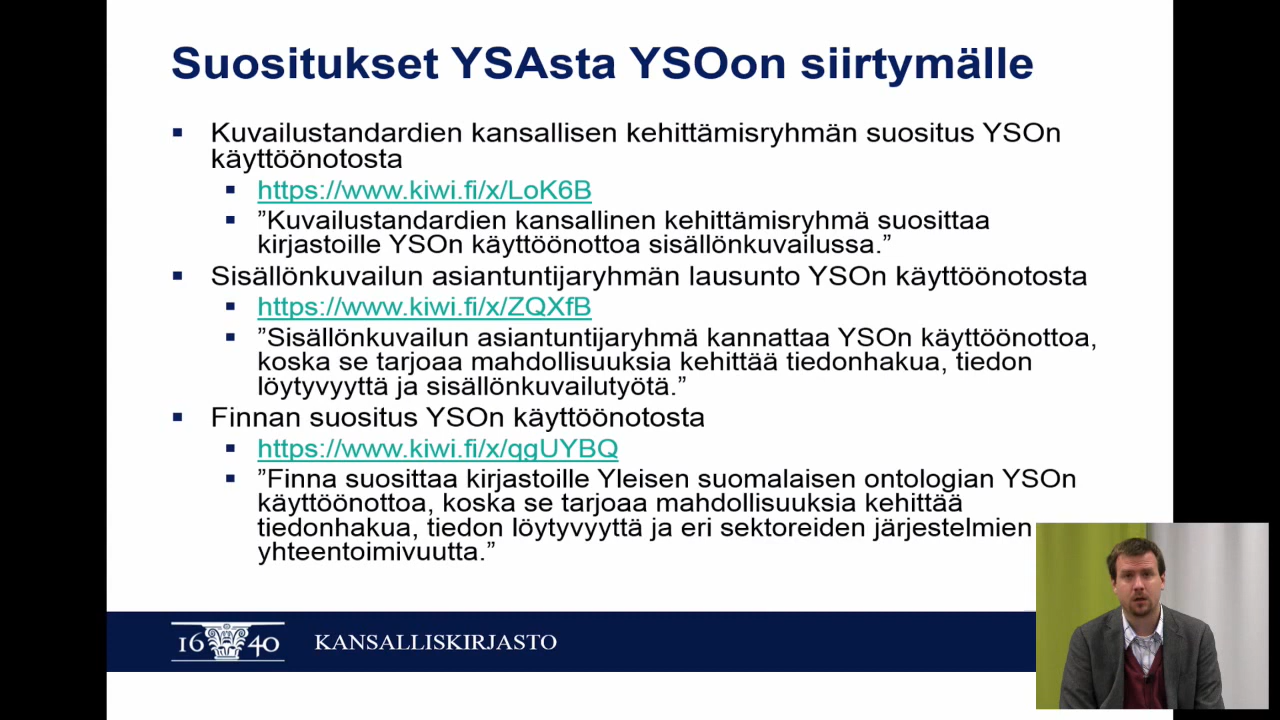 Suositukset YSAsta YSOon siirtymälle
Kuvailustandardien kansallisen kehittämisryhmän suositus YSOn
käyttöönotosta
https://www.kiwi.fi/x/LoK6B
”Kuvailustandardien kansallinen kehittämisryhmä suosittaa
kirjastoille YSOn käyttöönottoa sisällönkuvailussa.”
Sisällönkuvailun asiantuntijaryhmän lausunto YSOn käyttöönotosta
https://www.kiwi.fi/x/ZQXfB
”Sisällönkuvailun asiantuntijaryhmä kannattaa YSOn käyttöönottoa,
koska se tarjoaa mahdollisuuksia kehittää tiedonhakua, tiedon
löytyvyyttä ja sisällönkuvailutyötä.”
Finnan suositus YSOn käyttöönotosta
https://www.kiwi.fi/x/qgUYBQ
”Finna suosittaa kirjastoille Yleisen suomalaisen ontologian YSOn
käyttöönottoa, koska se tarjoaa mahdollisuuksia kehittää
tiedonhakua, tiedon löytyvyyttä ja eri sektoreiden järjestelmien
yhteentoimivuutta.”
16 40 KANSALLISKIRJASTO